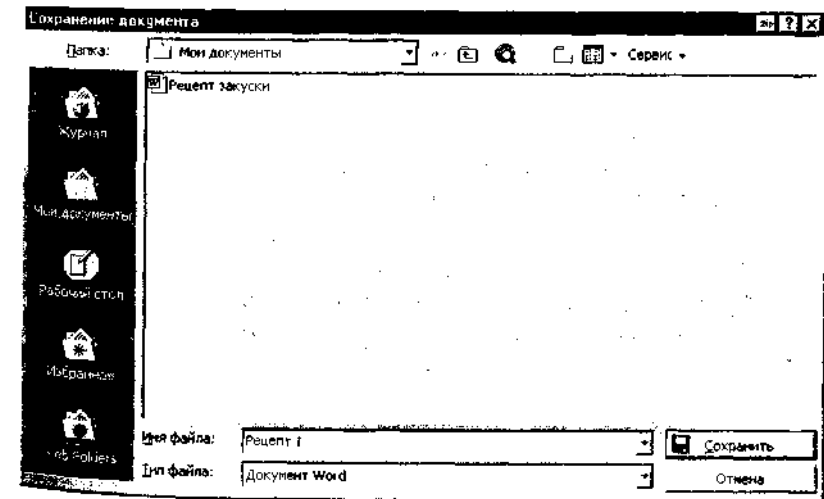 Сохранение документа
Папка: Мои документы Сервис
Рецепт закуски
Журнал
Мои документы
Рабочий стол
Избранное
Имя файла: Рецепт 1 Сохранить
Folders
Тип файла: Документ Word Отмена